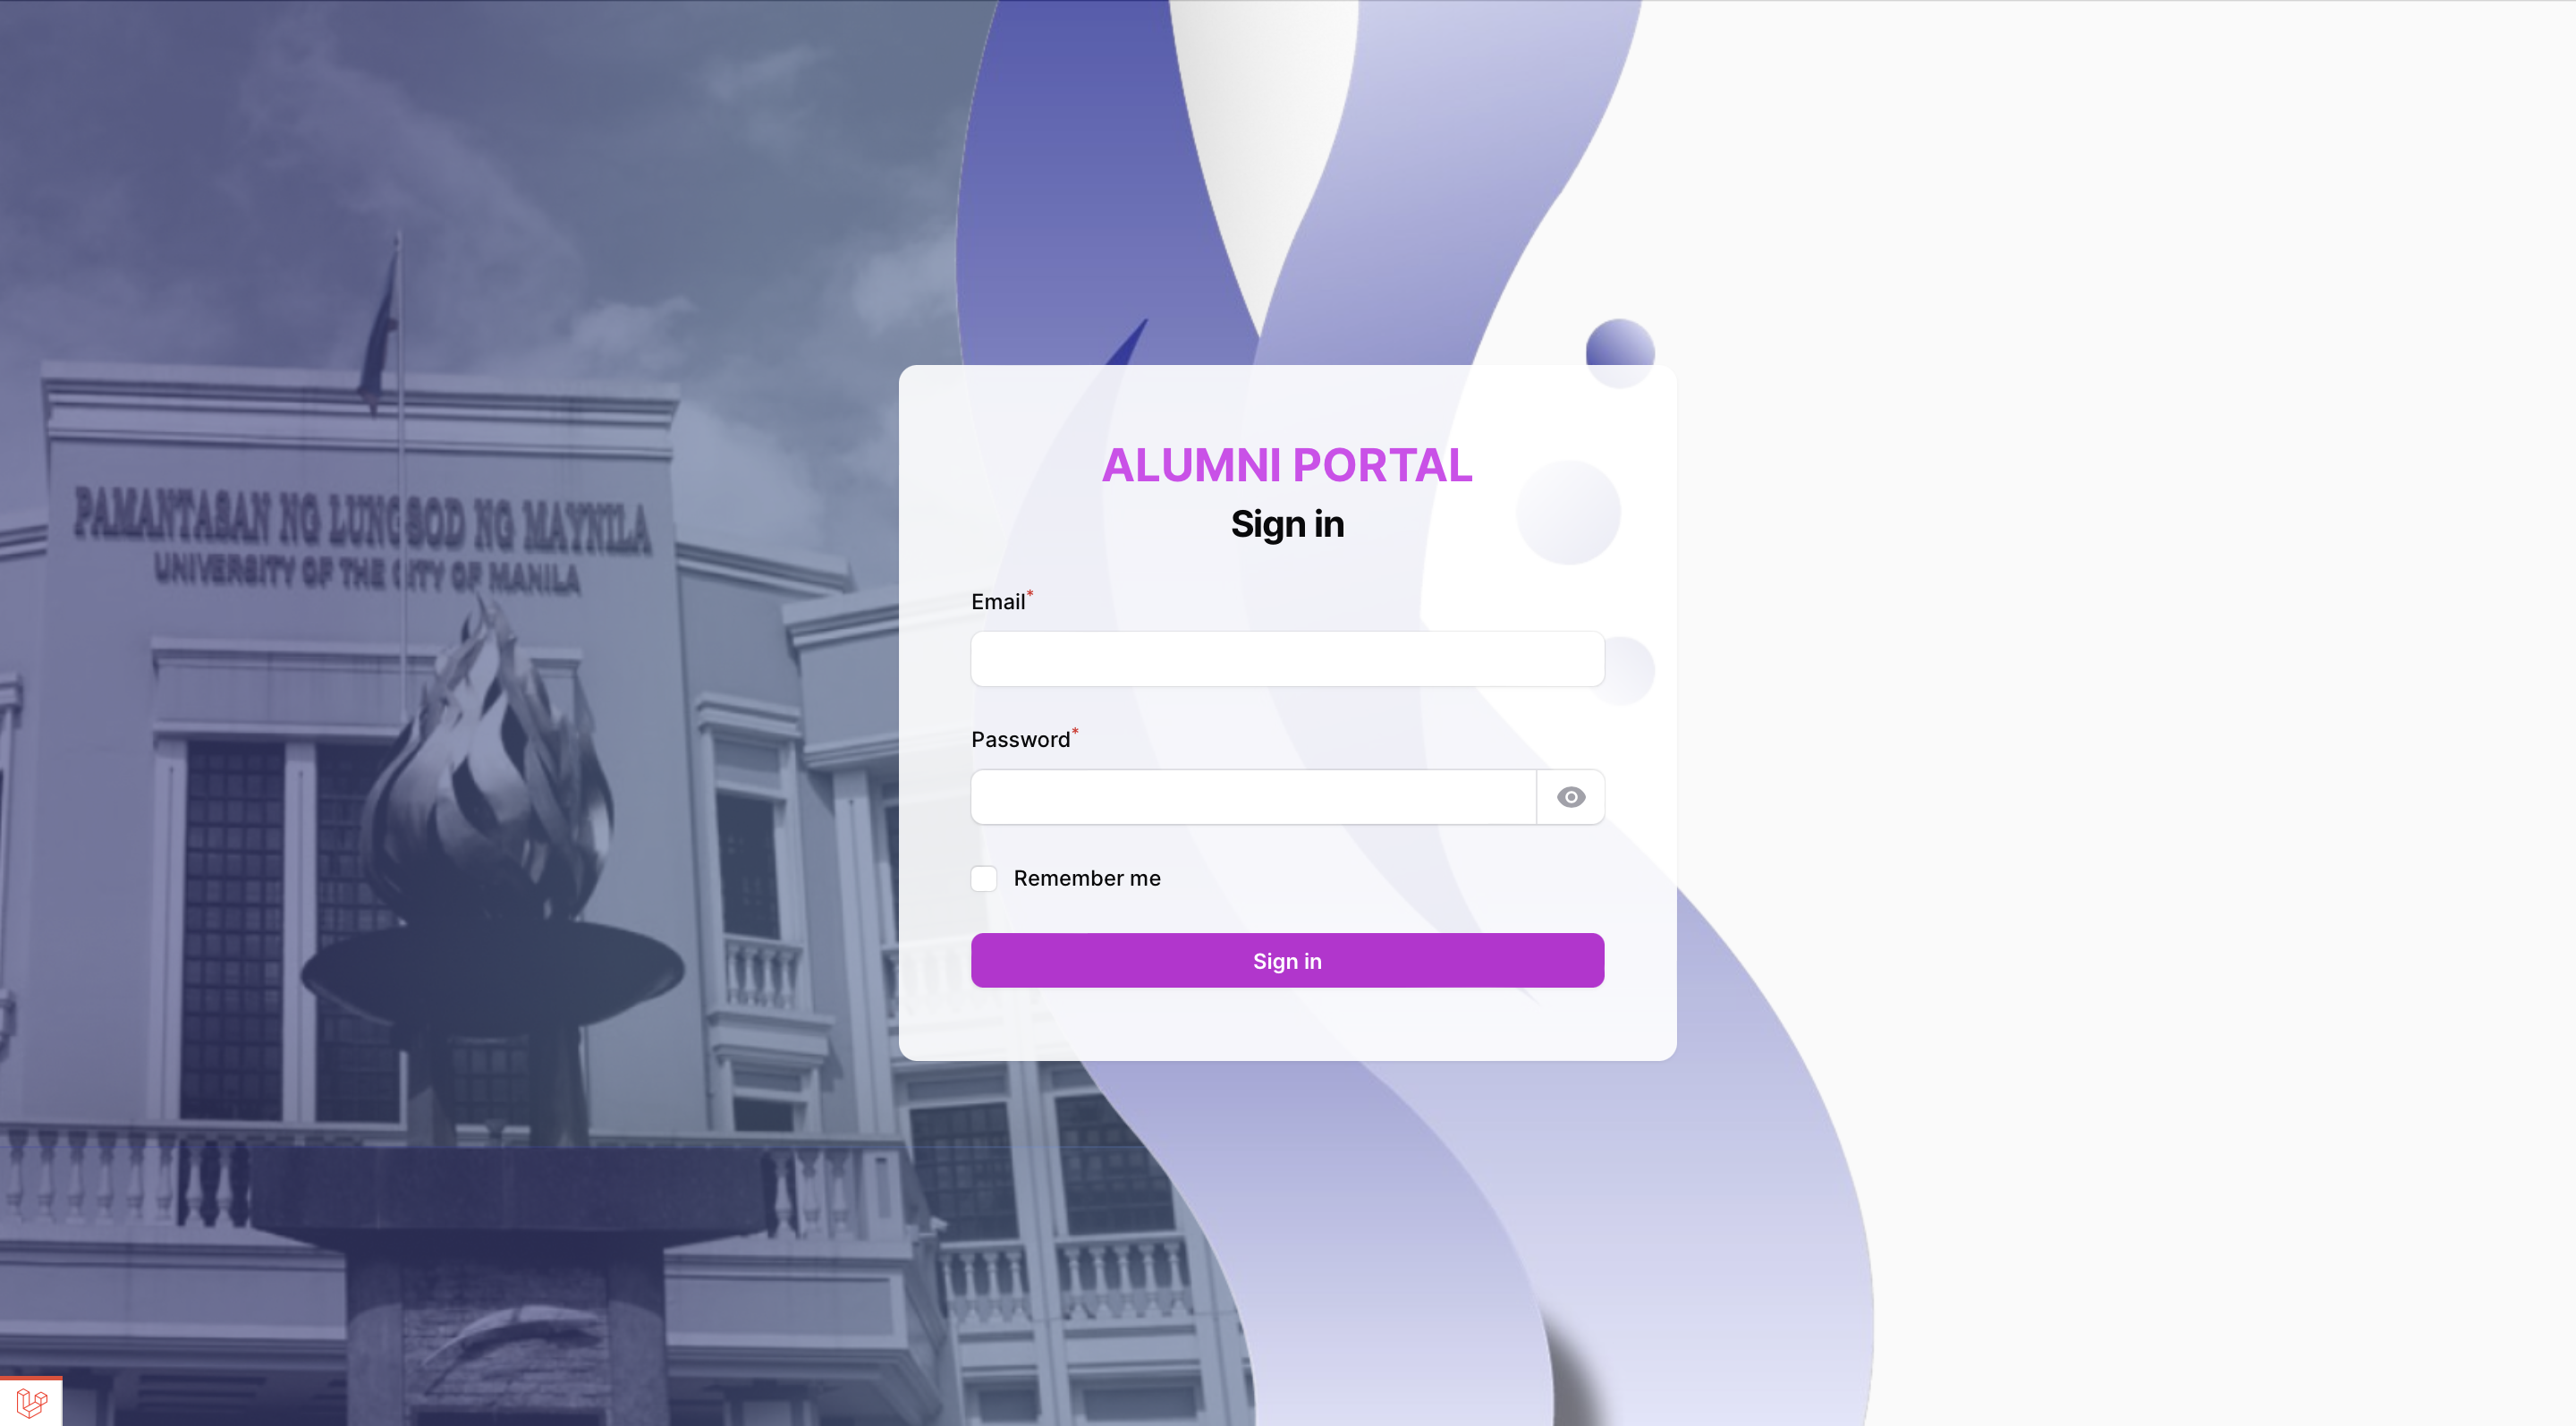 PAMANTASAN NG LUNGSOD NG MAYNILA
UNIVERSITY OF THE CITY OF MANILA
ALUMNI PORTAL
Sign in
Email*
Password*
Remember me
Sign in